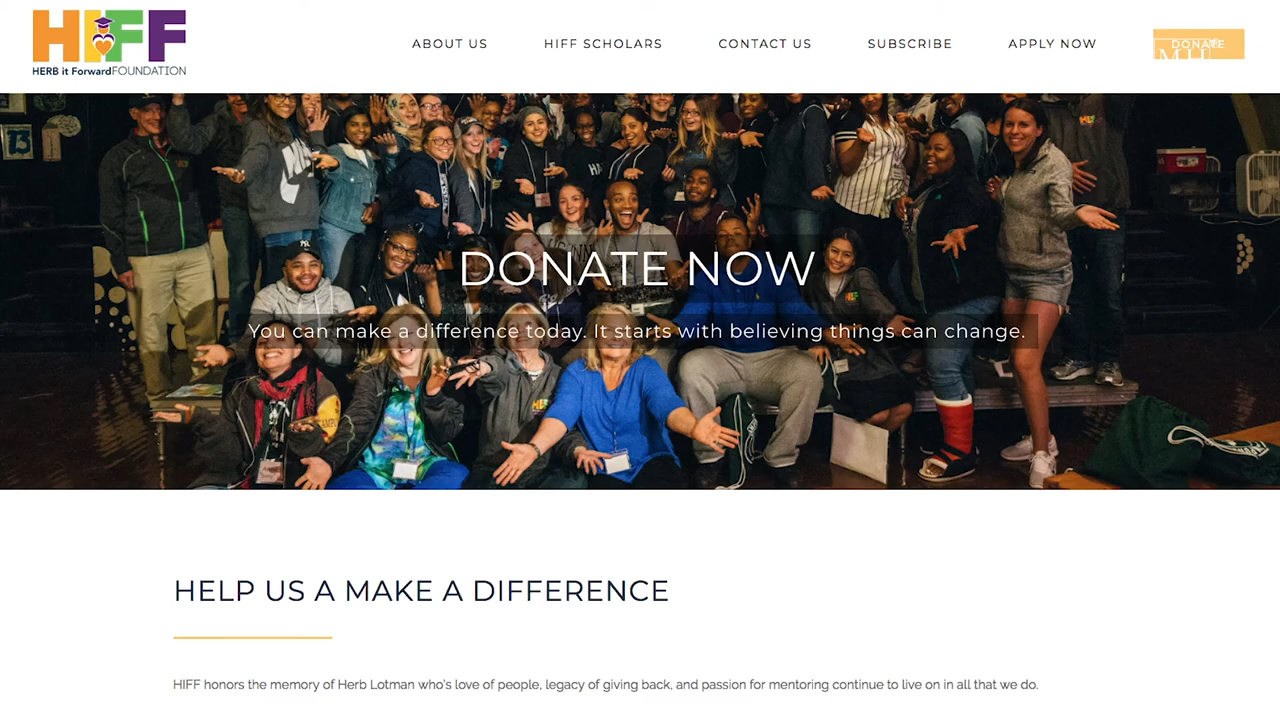 HIFF
HERB it Forward FOUNDATION
ABOUT US
HIFF SCHOLARS
CONTACT US
SUBSCRIBE
APPLY NOW
DONATE
MH
DONATE NOW
You can make a difference today. It starts with believing things can change.
HELP US A MAKE A DIFFERENCE
HIFF honors the memory of Herb Lotman who's love of people, legacy of giving back, and passion for mentoring continue to live on in all that we do.